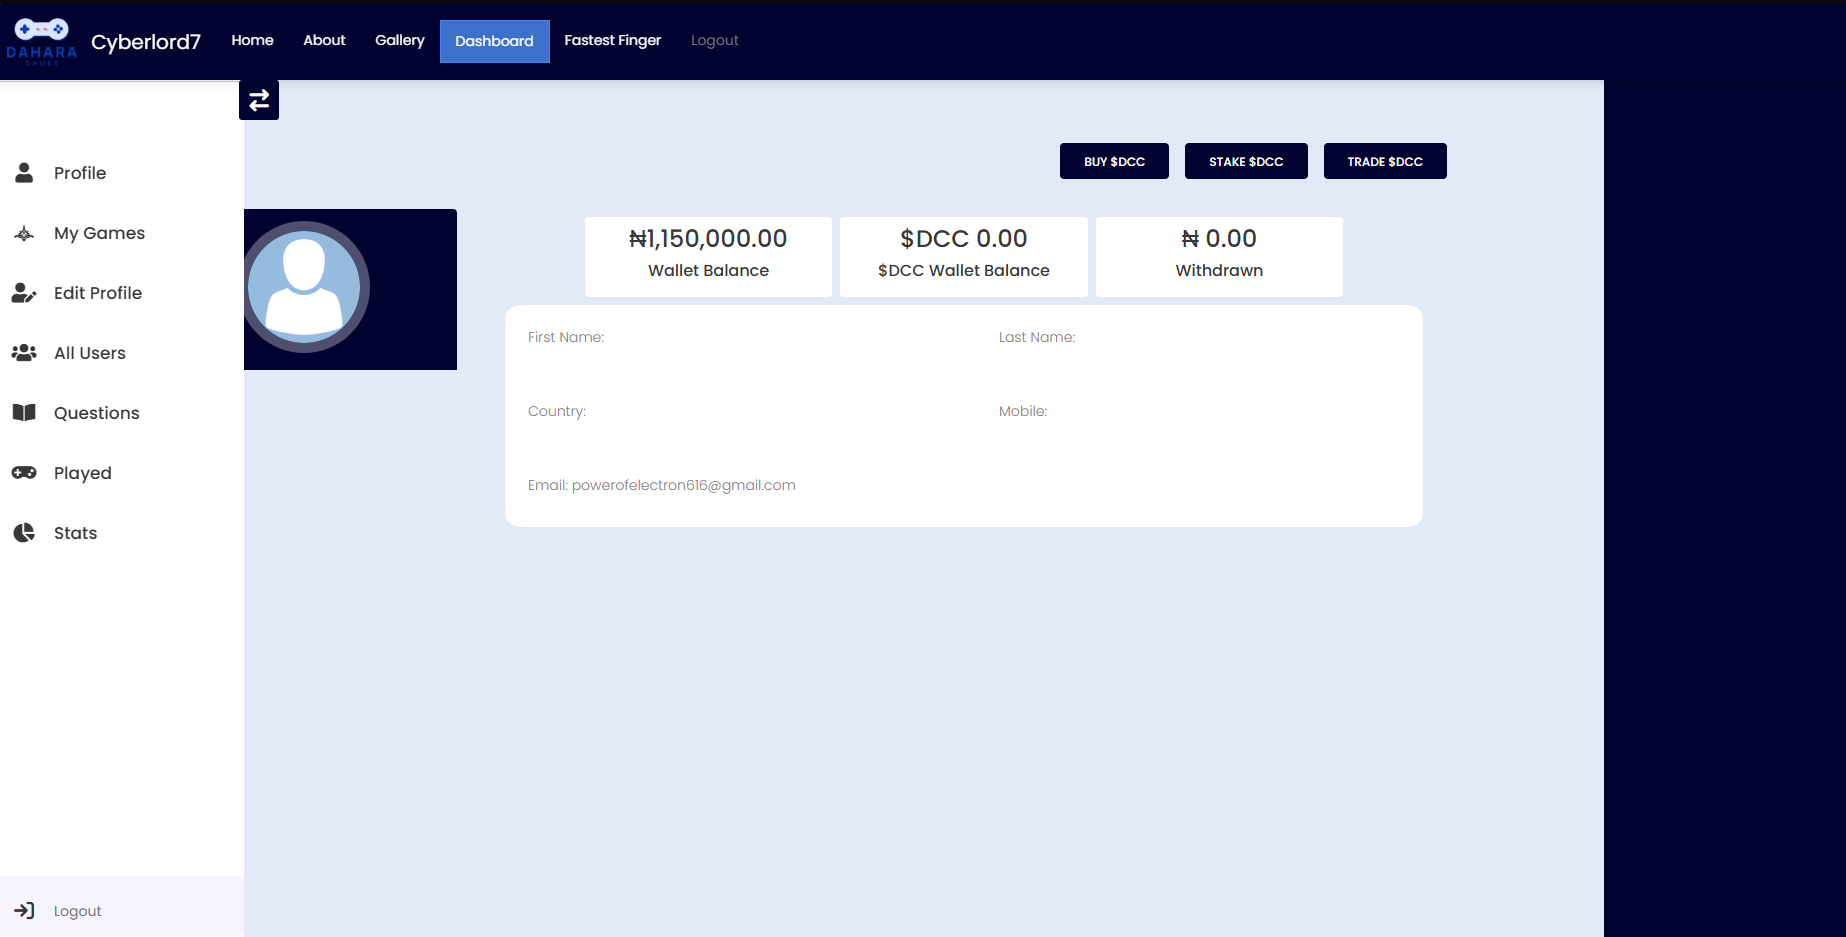 DAHARA
GAMES
Cyberlord7
Home
About
Gallery
Dashboard
Fastest Finger
Logout
BUY $DCC
STAKE $DCC
TRADE $DCC
Profile
My Games
Edit Profile
All Users
Questions
Played
Stats
Logout
₦1,150,000.00
Wallet Balance
$DCC 0.00
$DCC Wallet Balance
₦ 0.00
Withdrawn
First Name:
Last Name:
Country:
Mobile:
Email: powerofelectron616@gmail.com